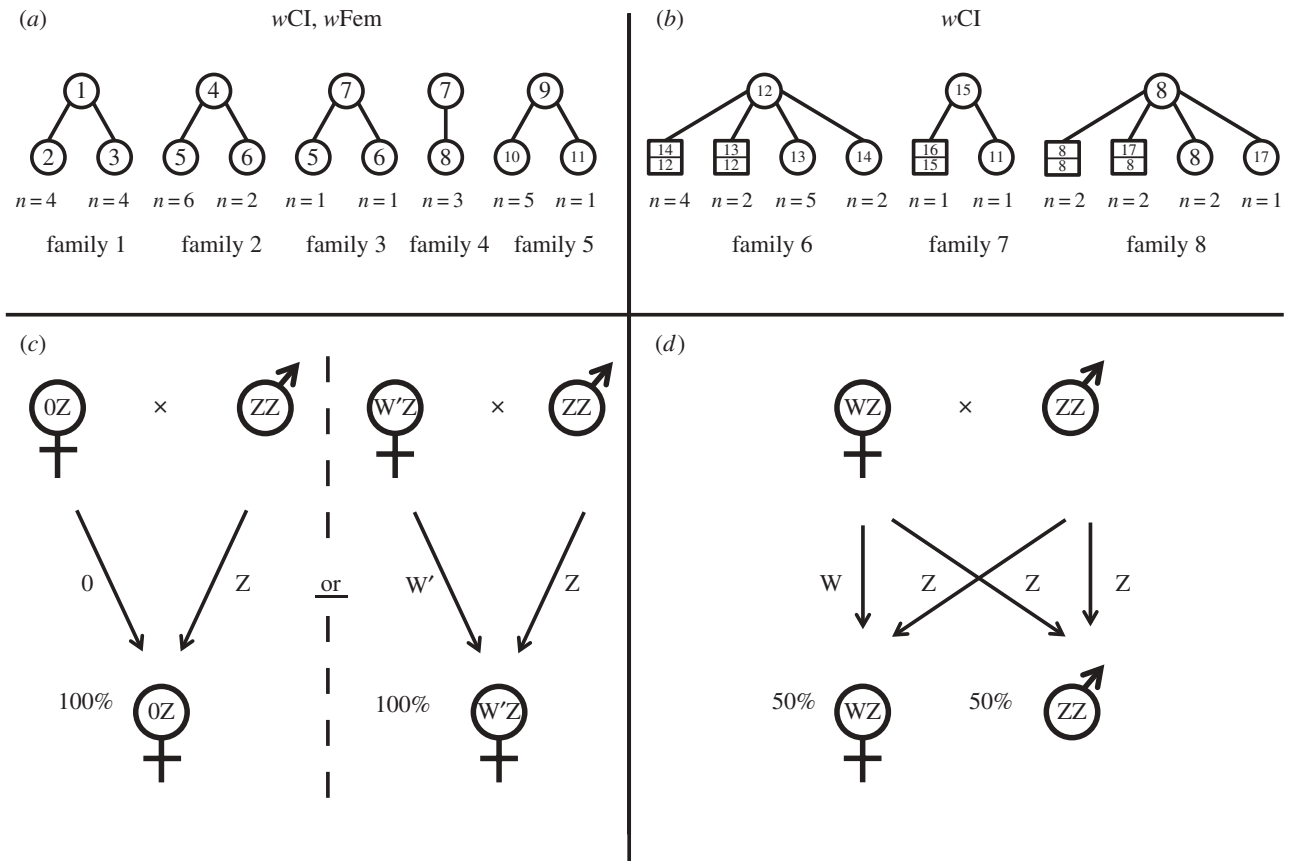 (a) wCI, wFem
1 4 7 7 9
2 3 5 6 5 6 8 10 11
n = 4 n = 4 n = 6 n = 2 n = 1 n = 1 n = 3 n = 5 n = 1
family 1 family 2 family 3 family 4 family 5
(b) wCI
12 15 8
14 13 16 8 17
13 14 11 8 17
12 12 15 8 8
n = 4 n = 2 n = 5 n = 2 n = 1 n = 1 n = 2 n = 2 n = 2 n = 1
family 6 family 7 family 8
(c)
0Z × ZZ W′Z × ZZ
0 Z or W′ Z
100% 0Z 100% W′Z
(d)
WZ × ZZ
W Z Z Z
50% WZ 50% ZZ